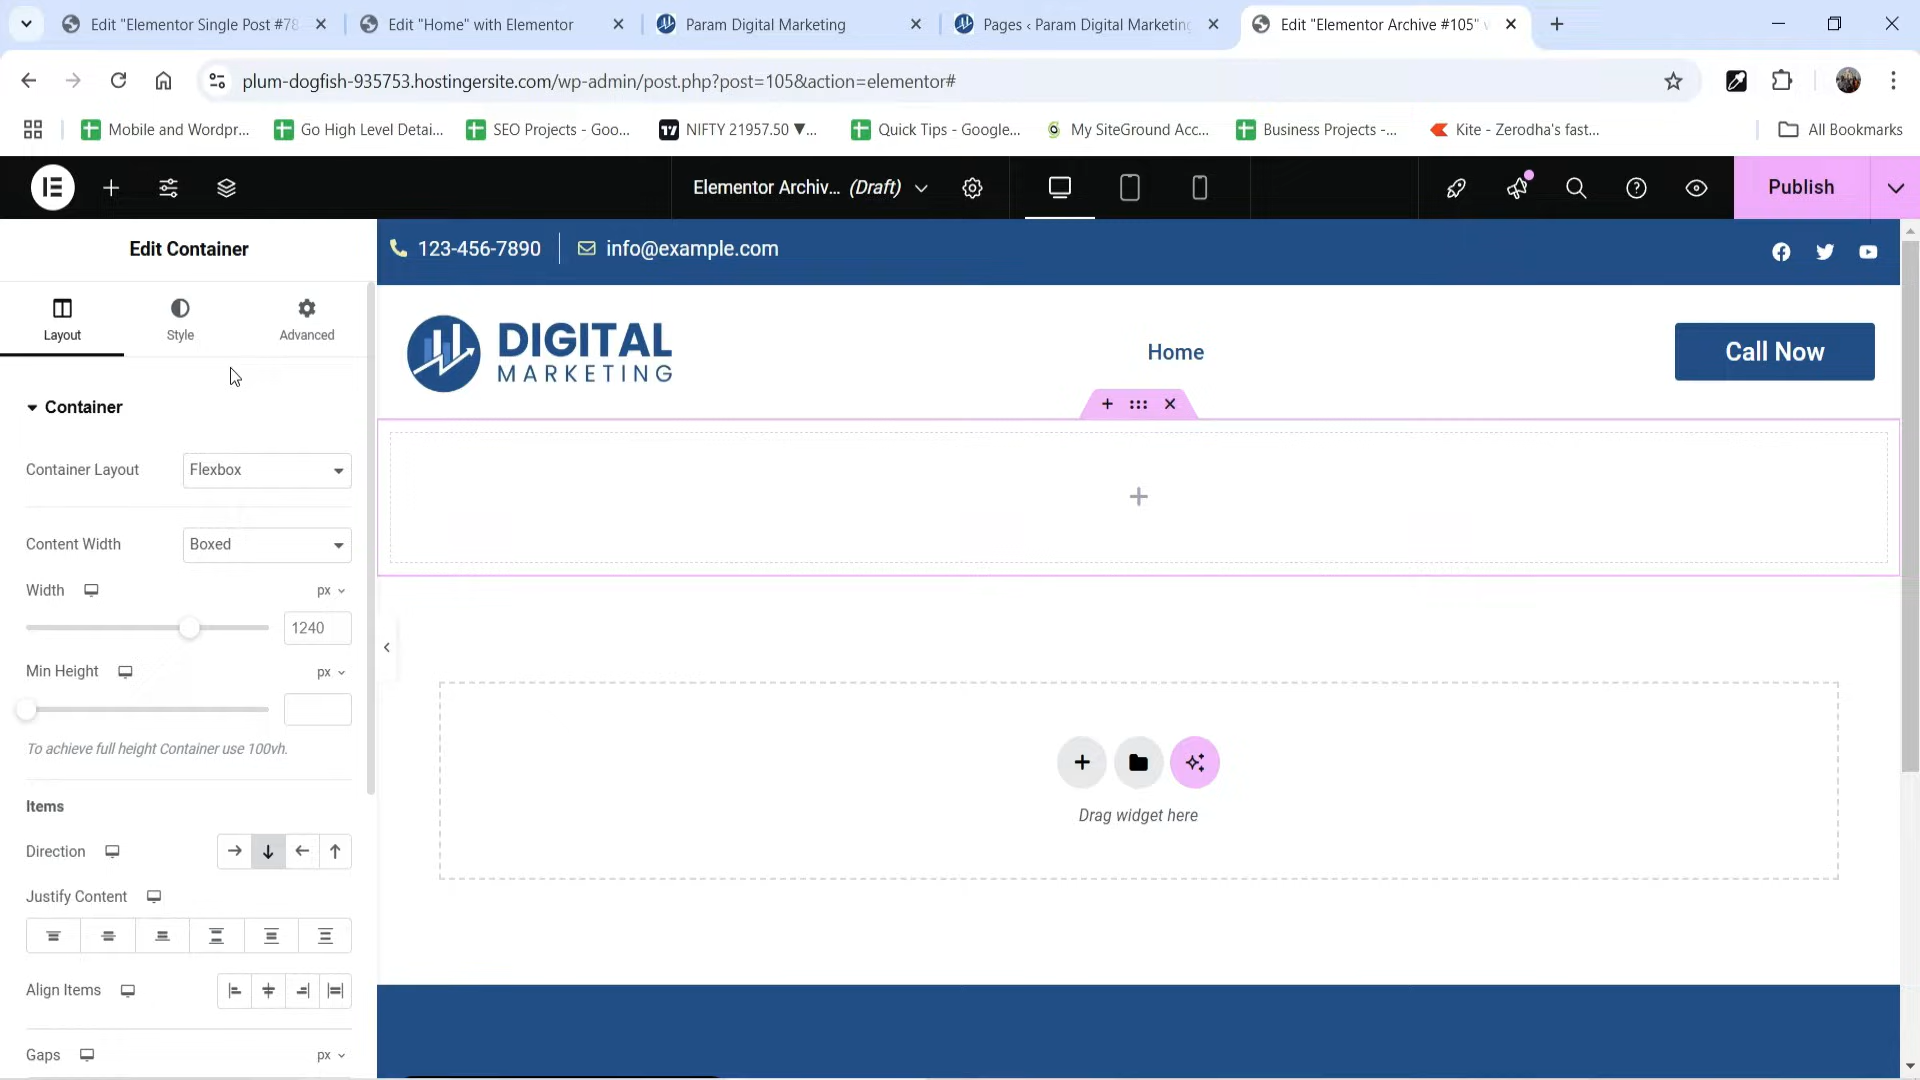 Edit "Elementor Single Post #78
Edit "Home" with Elementor
Param Digital Marketing
Pages ‹ Param Digital Marketing
Edit "Elementor Archive #105" w
plum-dogfish-935753.hostingersite.com/wp-admin/post.php?post=105&action=elementor#
Mobile and Wordpr...
Go High Level Detai...
SEO Projects - Goo...
NIFTY 21957.50 ▼...
Quick Tips - Google...
My SiteGround Acc...
Business Projects -...
Kite - Zerodha's fast...
All Bookmarks
Elementor Archiv... (Draft)
Publish
Edit Container
123-456-7890
info@example.com
Layout
Style
Advanced
DIGITAL
MARKETING
Home
Call Now
Container
Container Layout
Flexbox
Content Width
Boxed
Width
px
1240
Min Height
px
To achieve full height Container use 100vh.
Items
Drag widget here
Direction
Justify Content
Align Items
Gaps
px